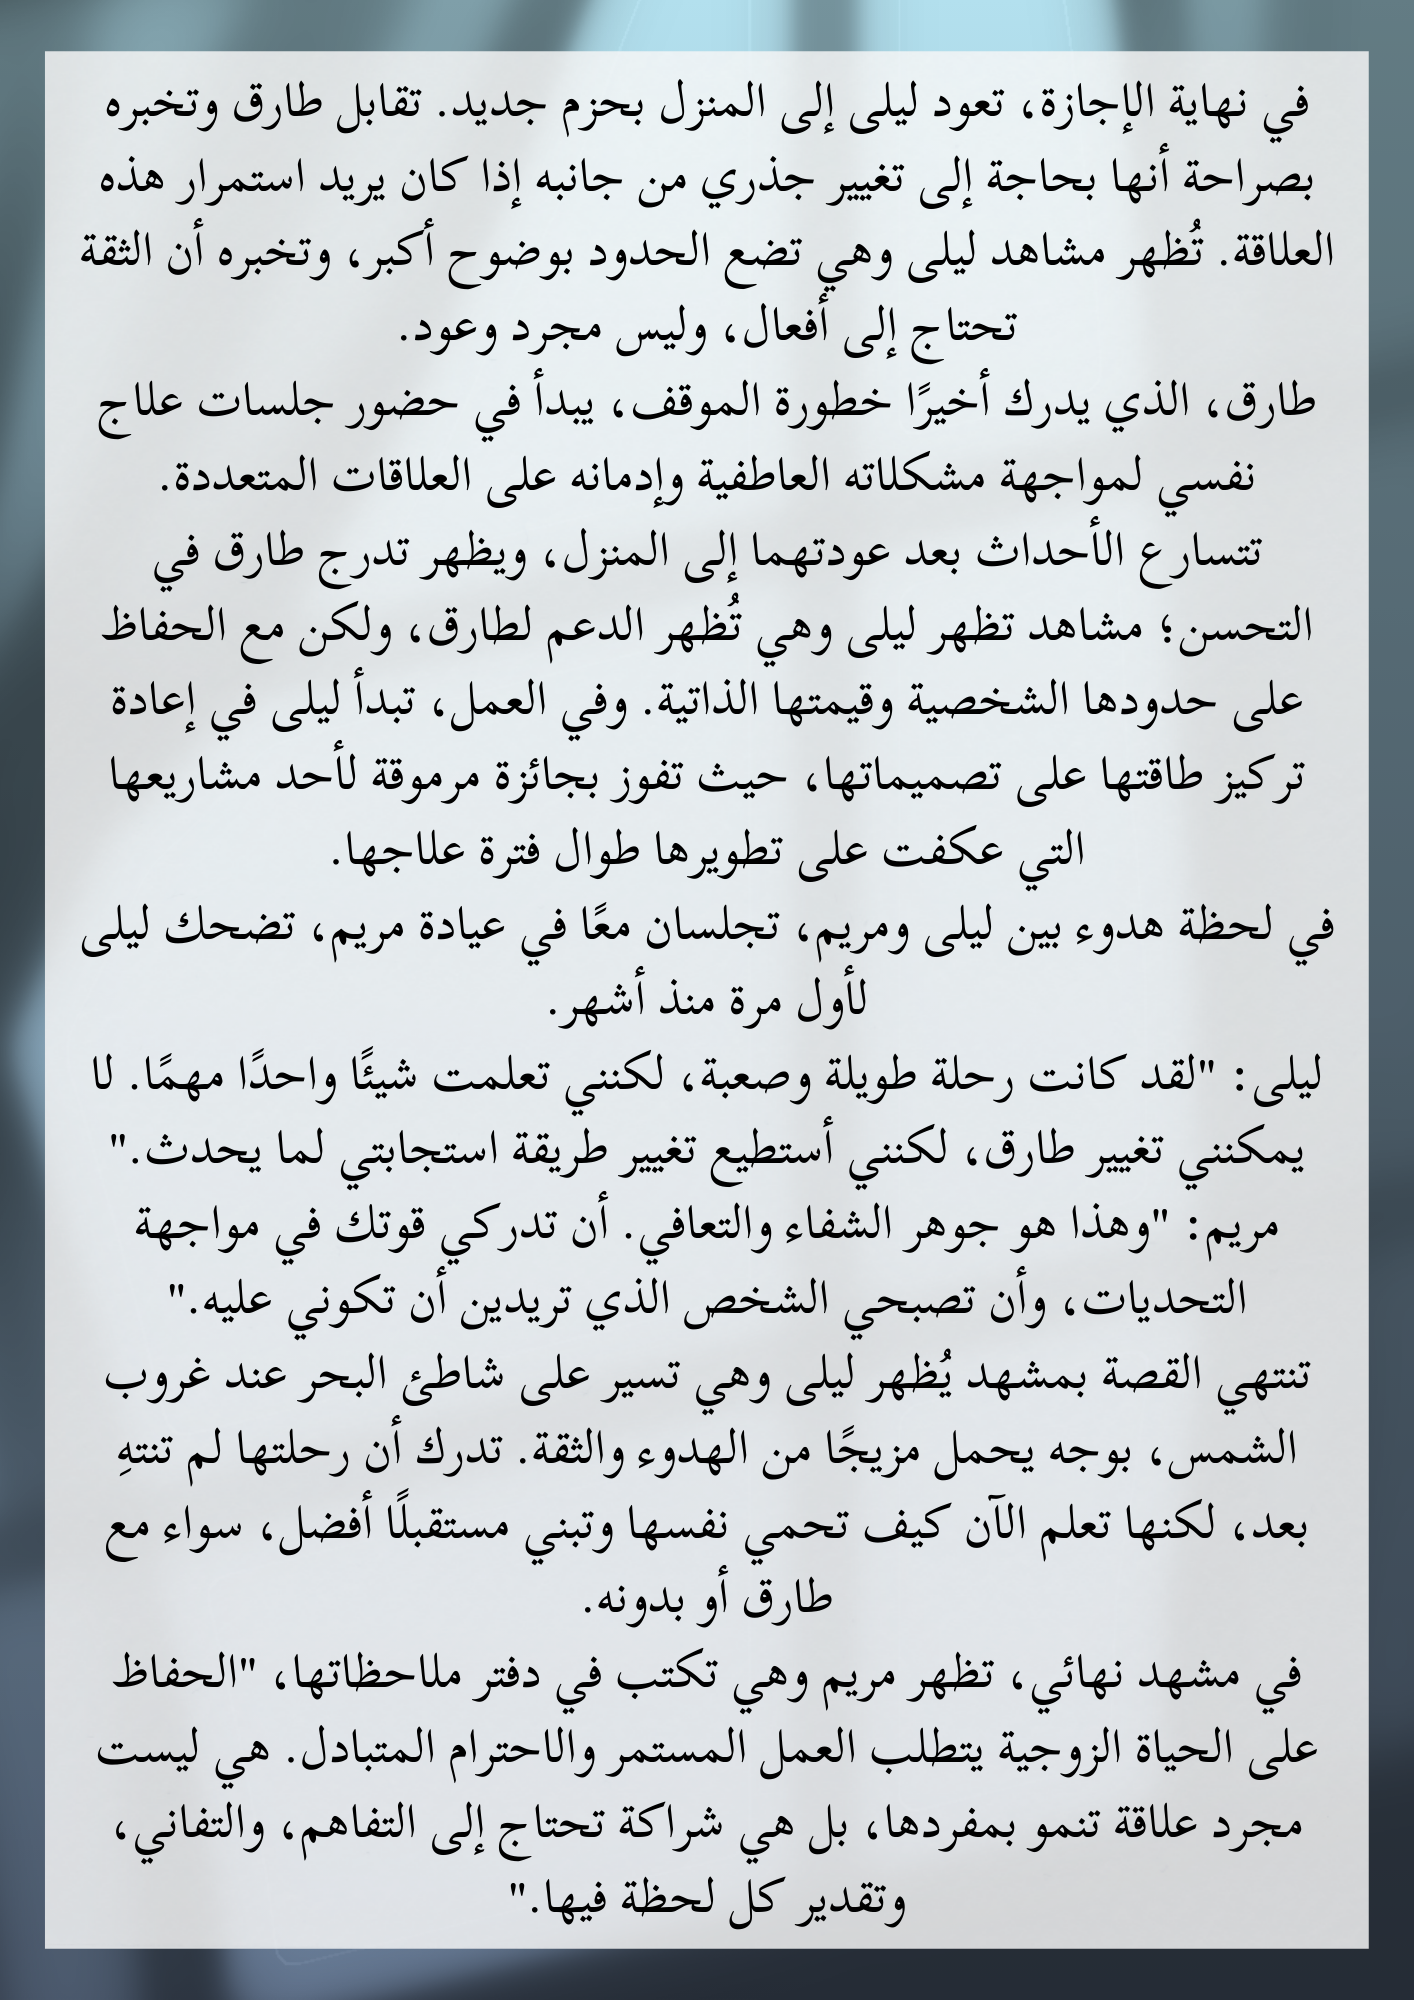 في نهاية الإجازة، تعود ليلى إلى المنزل بحزم جديد. تقابل طارق وتخبره
بصراحة أنها بحاجة إلى تغيير جذري من جانبه إذا كان يريد استمرار هذه
العلاقة. تُظهر مشاهد ليلى وهي تضع الحدود بوضوح أكبر، وتخبره أن الثقة
تحتاج إلى أفعال، وليس مجرد وعود.
طارق، الذي يدرك أخيرًا خطورة الموقف، يبدأ في حضور جلسات علاج
نفسي لمواجهة مشكلاته العاطفية وإدمانه على العلاقات المتعددة.
تتسارع الأحداث بعد عودتهما إلى المنزل، ويظهر تدرج طارق في
التحسن؛ مشاهد تظهر ليلى وهي تُظهر الدعم لطارق، ولكن مع الحفاظ
على حدودها الشخصية وقيمتها الذاتية. وفي العمل، تبدأ ليلى في إعادة
تركيز طاقتها على تصميماتها، حيث تفوز بجائزة مرموقة لأحد مشاريعها
التي عكفت على تطويرها طوال فترة علاجها.
في لحظة هدوء بين ليلى ومريم، تجلسان معًا في عيادة مريم، تضحك ليلى
لأول مرة منذ أشهر.
ليلى: "لقد كانت رحلة طويلة وصعبة، لكنني تعلمت شيئًا واحدًا مهمًا. لا
يمكنني تغيير طارق، لكنني أستطيع تغيير طريقة استجابتي لما يحدث."
مريم: "وهذا هو جوهر الشفاء والتعافي. أن تدركي قوتك في مواجهة
التحديات، وأن تصبحي الشخص الذي تريدين أن تكوني عليه."
تنتهي القصة بمشهد يُظهر ليلى وهي تسير على شاطئ البحر عند غروب
الشمس، بوجه يحمل مزيجًا من الهدوء والثقة. تدرك أن رحلتها لم تنتهِ
بعد، لكنها تعلم الآن كيف تحمي نفسها وتبني مستقبلًا أفضل، سواء مع
طارق أو بدونه.
في مشهد نهائي، تظهر مريم وهي تكتب في دفتر ملاحظاتها، "الحفاظ
على الحياة الزوجية يتطلب العمل المستمر والاحترام المتبادل. هي ليست
مجرد علاقة تنمو بمفردها، بل هي شراكة تحتاج إلى التفاهم، والتفاني،
وتقدير كل لحظة فيها."